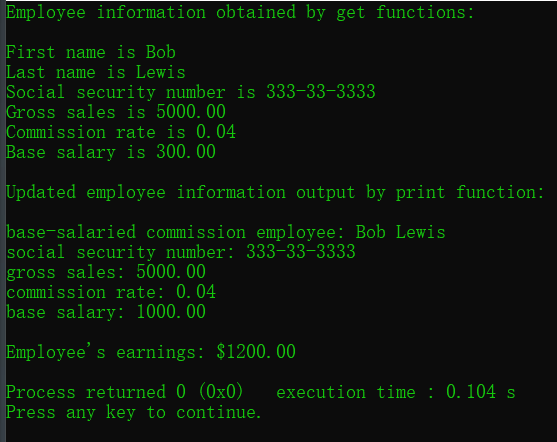 Employee information obtained by get functions:
First name is Bob
Last name is Lewis
Social security number is 333-33-3333
Gross sales is 5000.00
Commission rate is 0.04
Base salary is 300.00
Updated employee information output by print function:
base-salaried commission employee: Bob Lewis
social security number: 333-33-3333
gross sales: 5000.00
commission rate: 0.04
base salary: 1000.00
Employee's earnings: $1200.00
Process returned 0 (0x0)   execution time : 0.104 s
Press any key to continue.